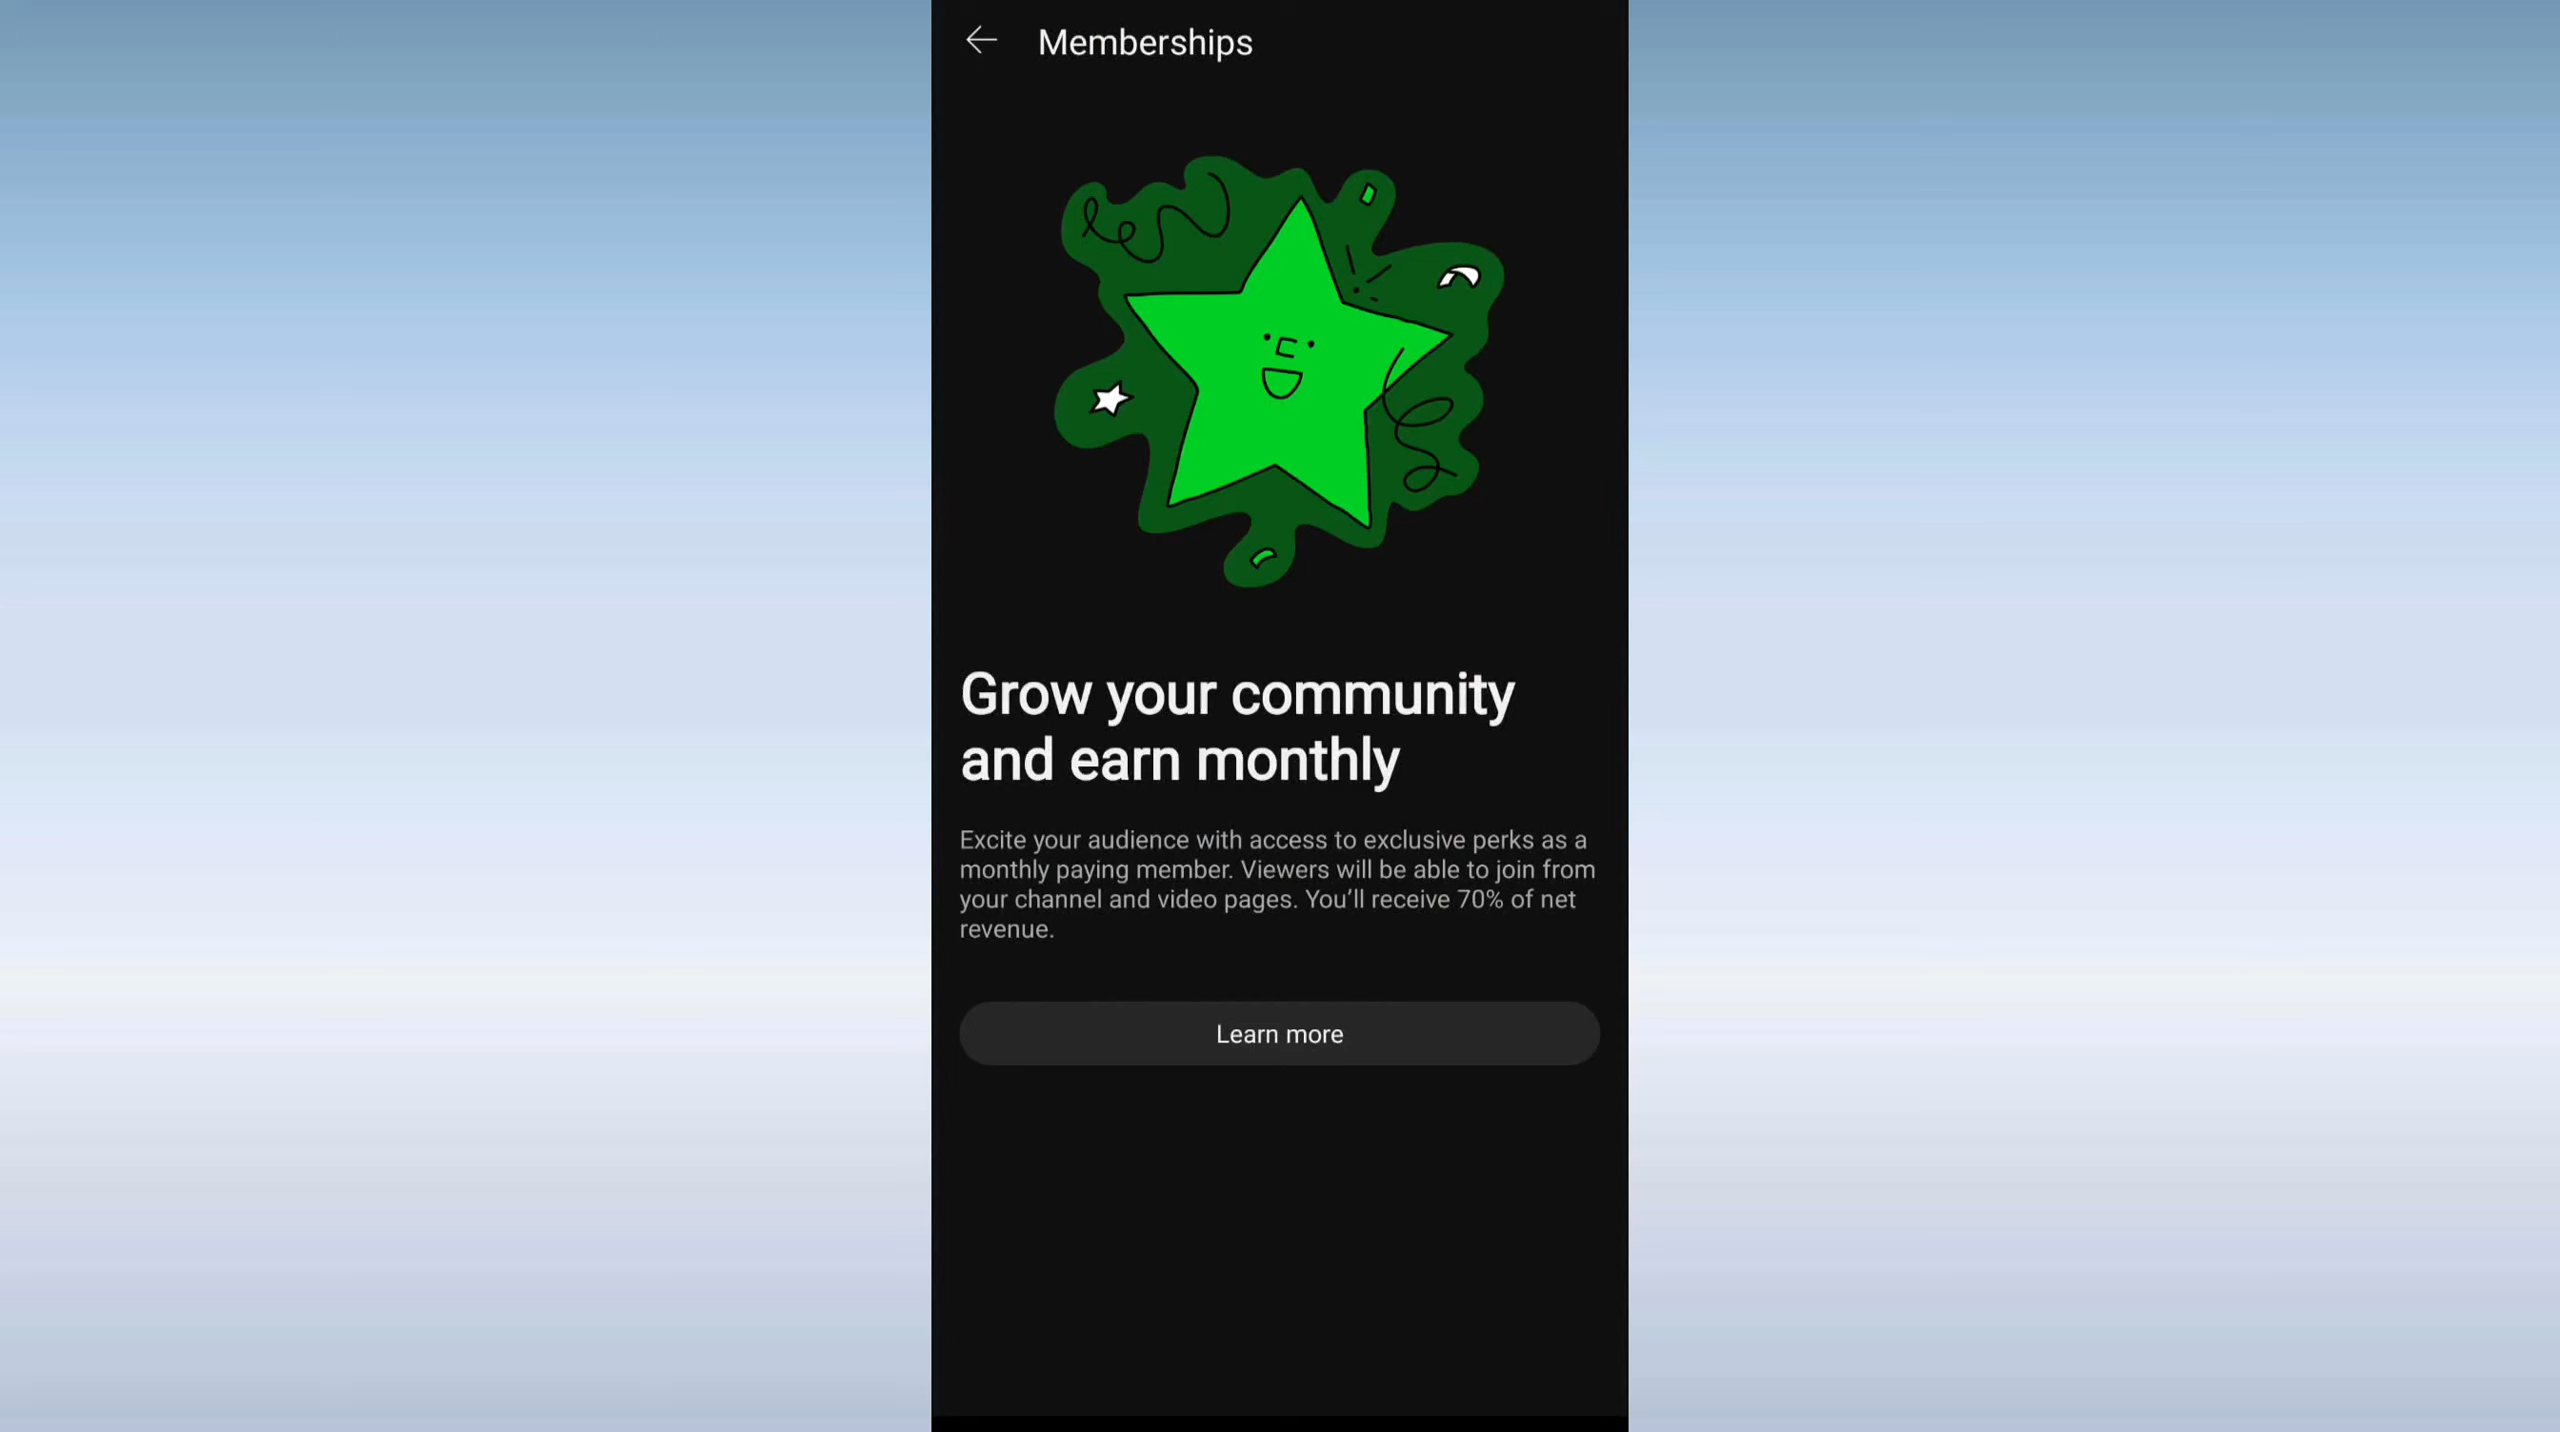 Memberships
Grow your community
and earn monthly
Excite your audience with access to exclusive perks as a
monthly paying member. Viewers will be able to join from
your channel and video pages. You’ll receive 70% of net
revenue.
Learn more